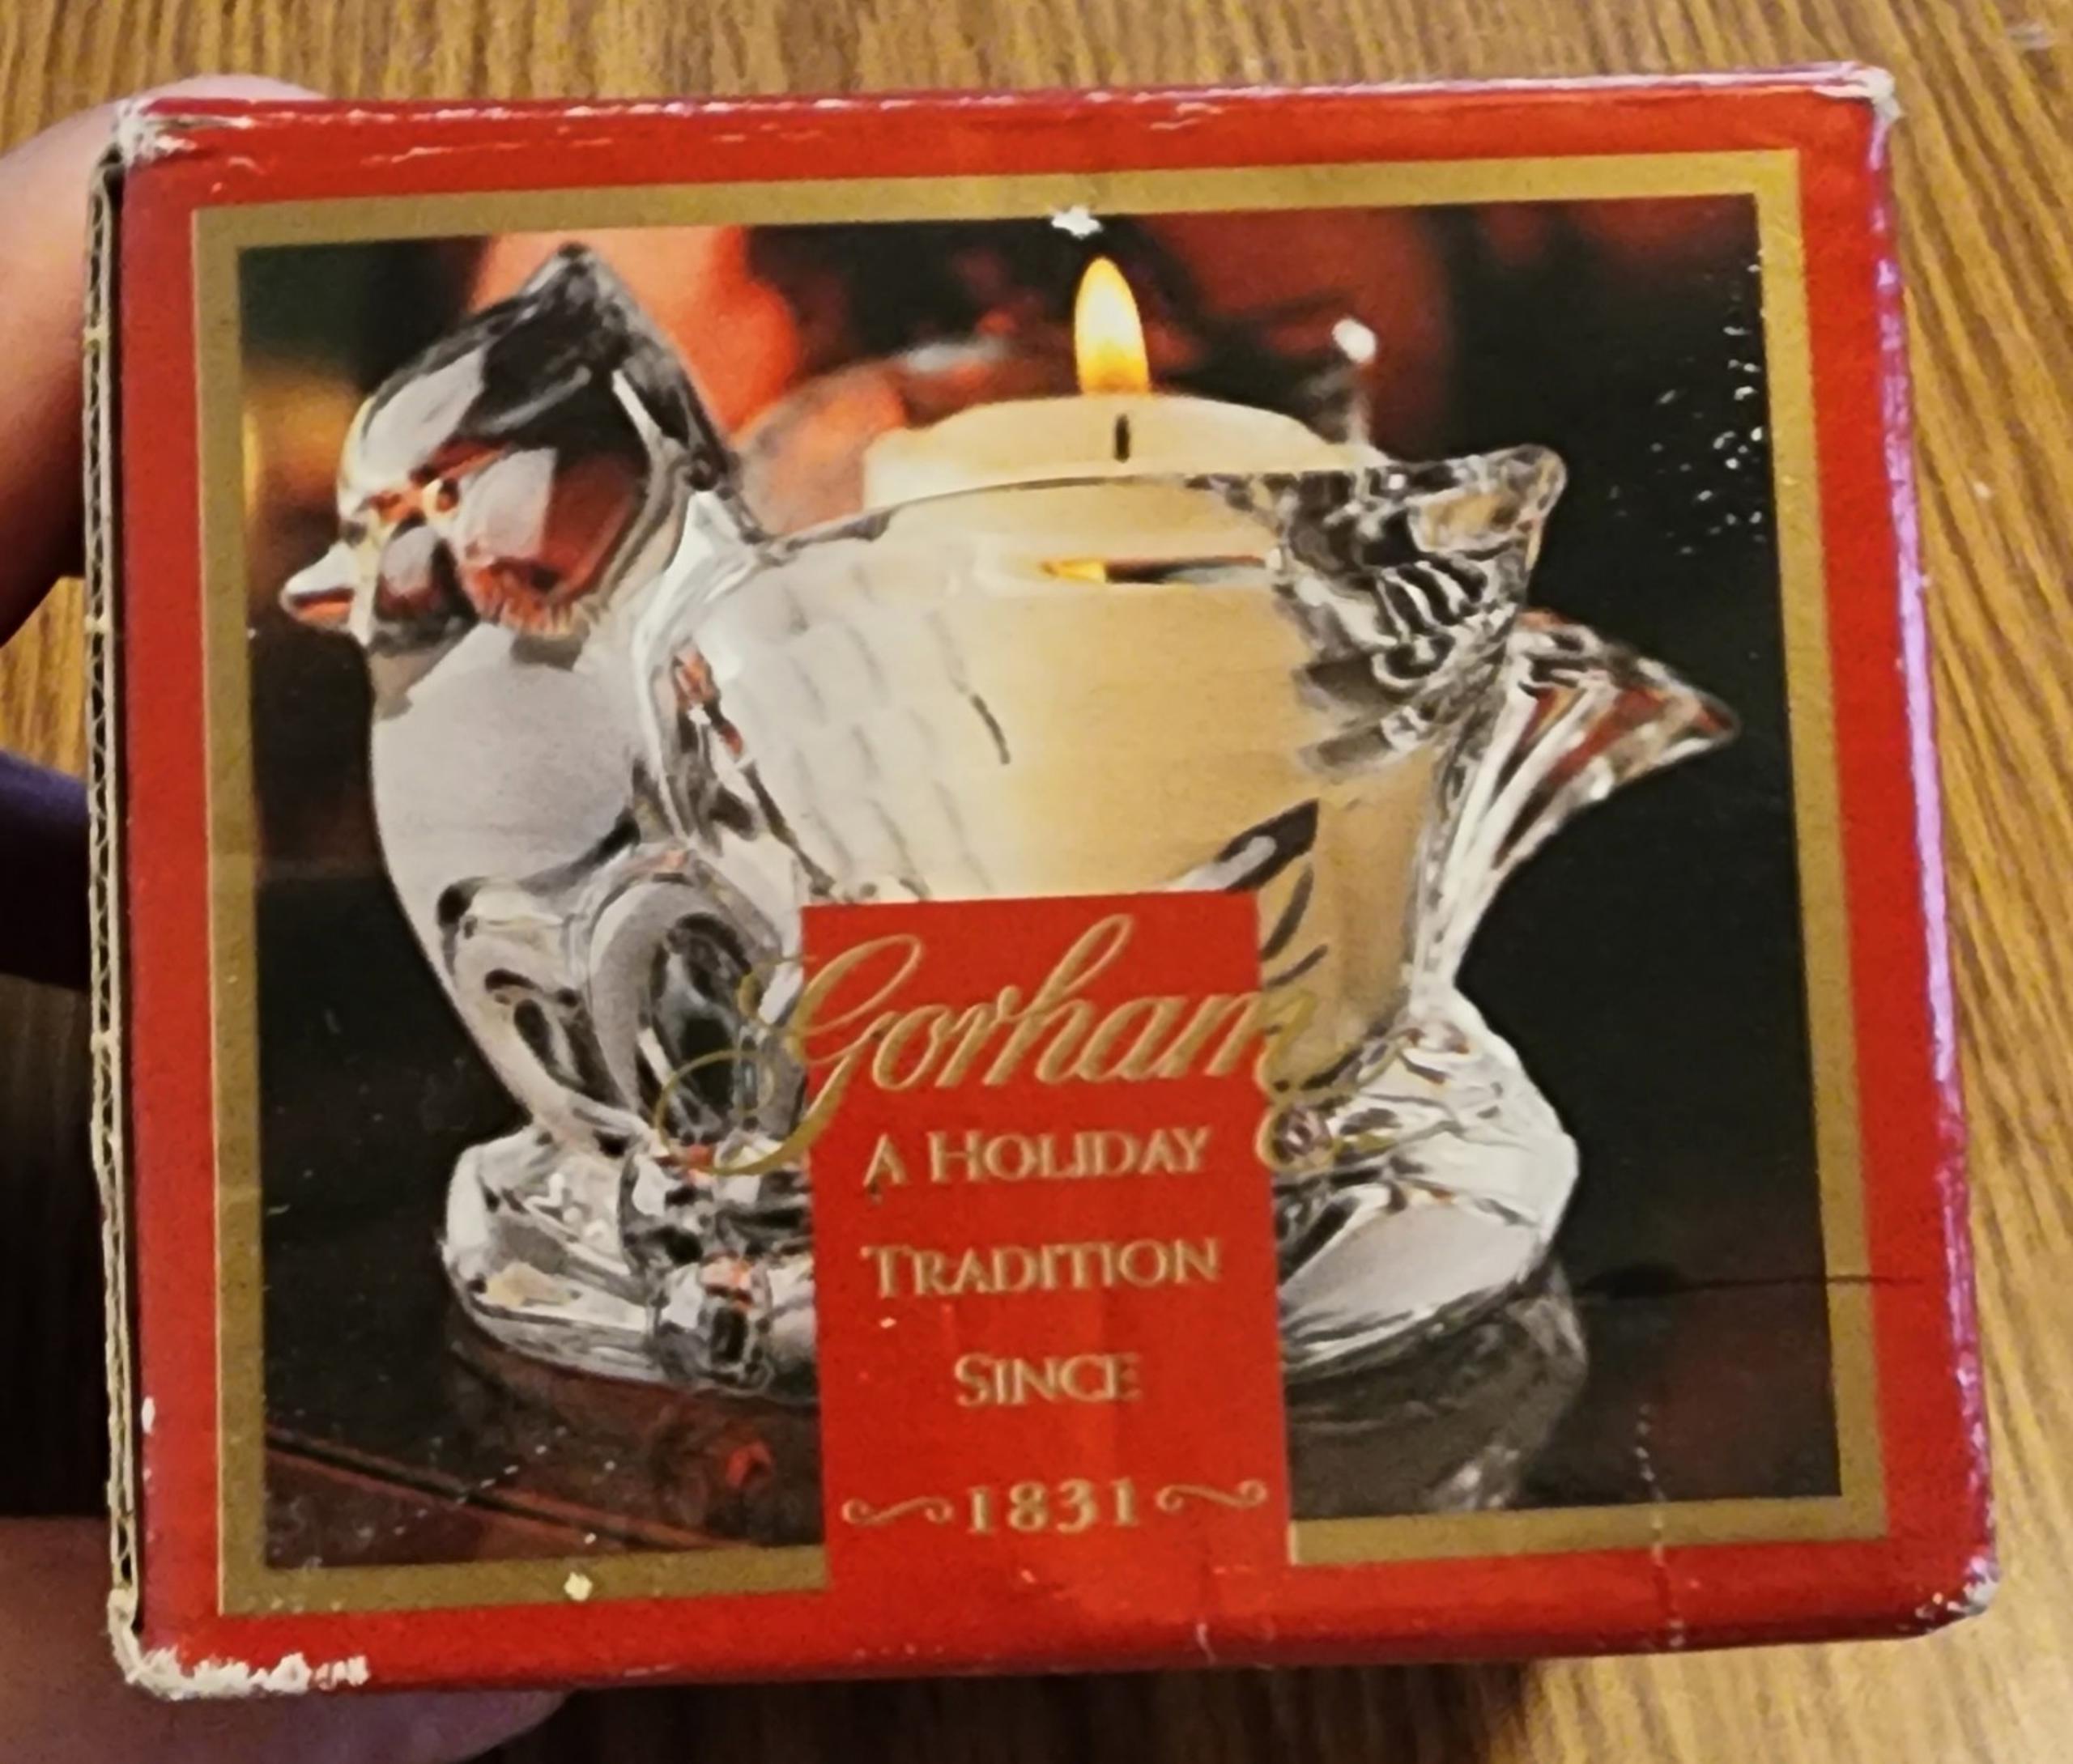 Gorham
A HOLIDAY
TRADITION
SINCE
1831